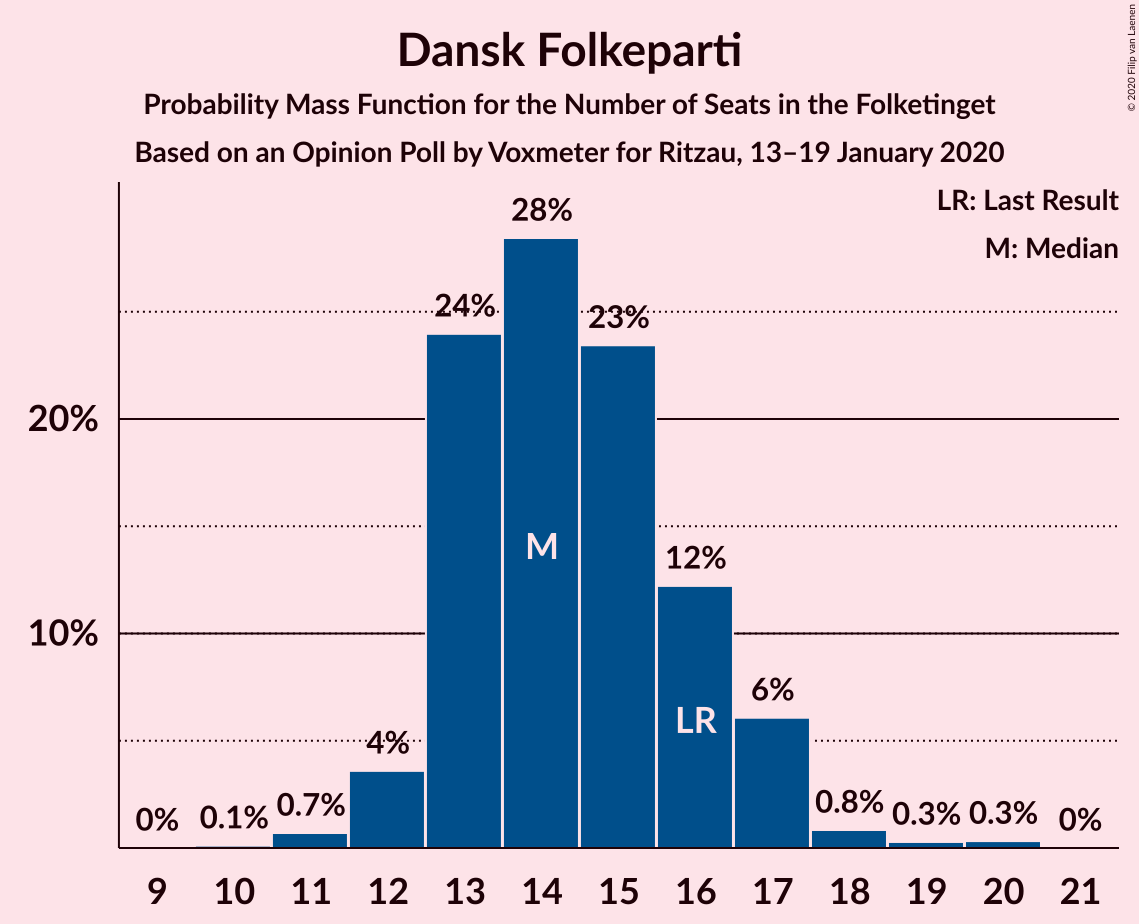 Dansk Folkeparti
Probability Mass Function for the Number of Seats in the Folketinget
Based on an Opinion Poll by Voxmeter for Ritzau, 13–19 January 2020
© 2020 Filip van Laenen
LR: Last Result
M: Median
28%
24%
23%
20%
M
12%
10%
LR
6%
4%
0%
0.1%
0.7%
0.8%
0.3%
0.3%
0%
9 10 11 12 13 14 15 16 17 18 19 20 21